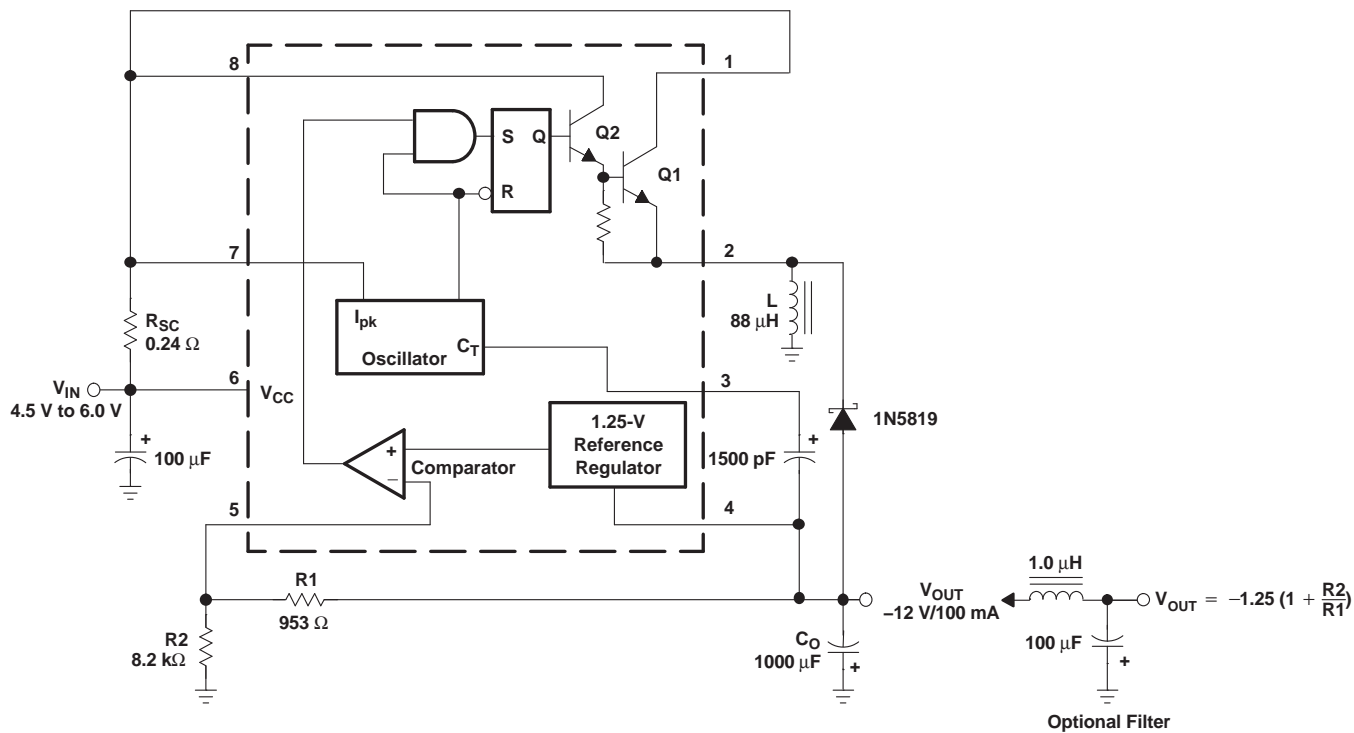 8
1
S Q
Q2
R
Q1
7
2
L
88 μH
Ipk
CT
Oscillator
RSC
0.24 Ω
VIN
4.5 V to 6.0 V
6
VCC
3
1N5819
+
100 μF
1.25-V
Reference
Regulator
+
–
Comparator
1500 pF
+
5
4
R1
953 Ω
R2
8.2 kΩ
VOUT
–12 V/100 mA
CO
1000 μF
+
1.0 μH
VOUT = –1.25 (1 + R2/R1)
100 μF
+
Optional Filter